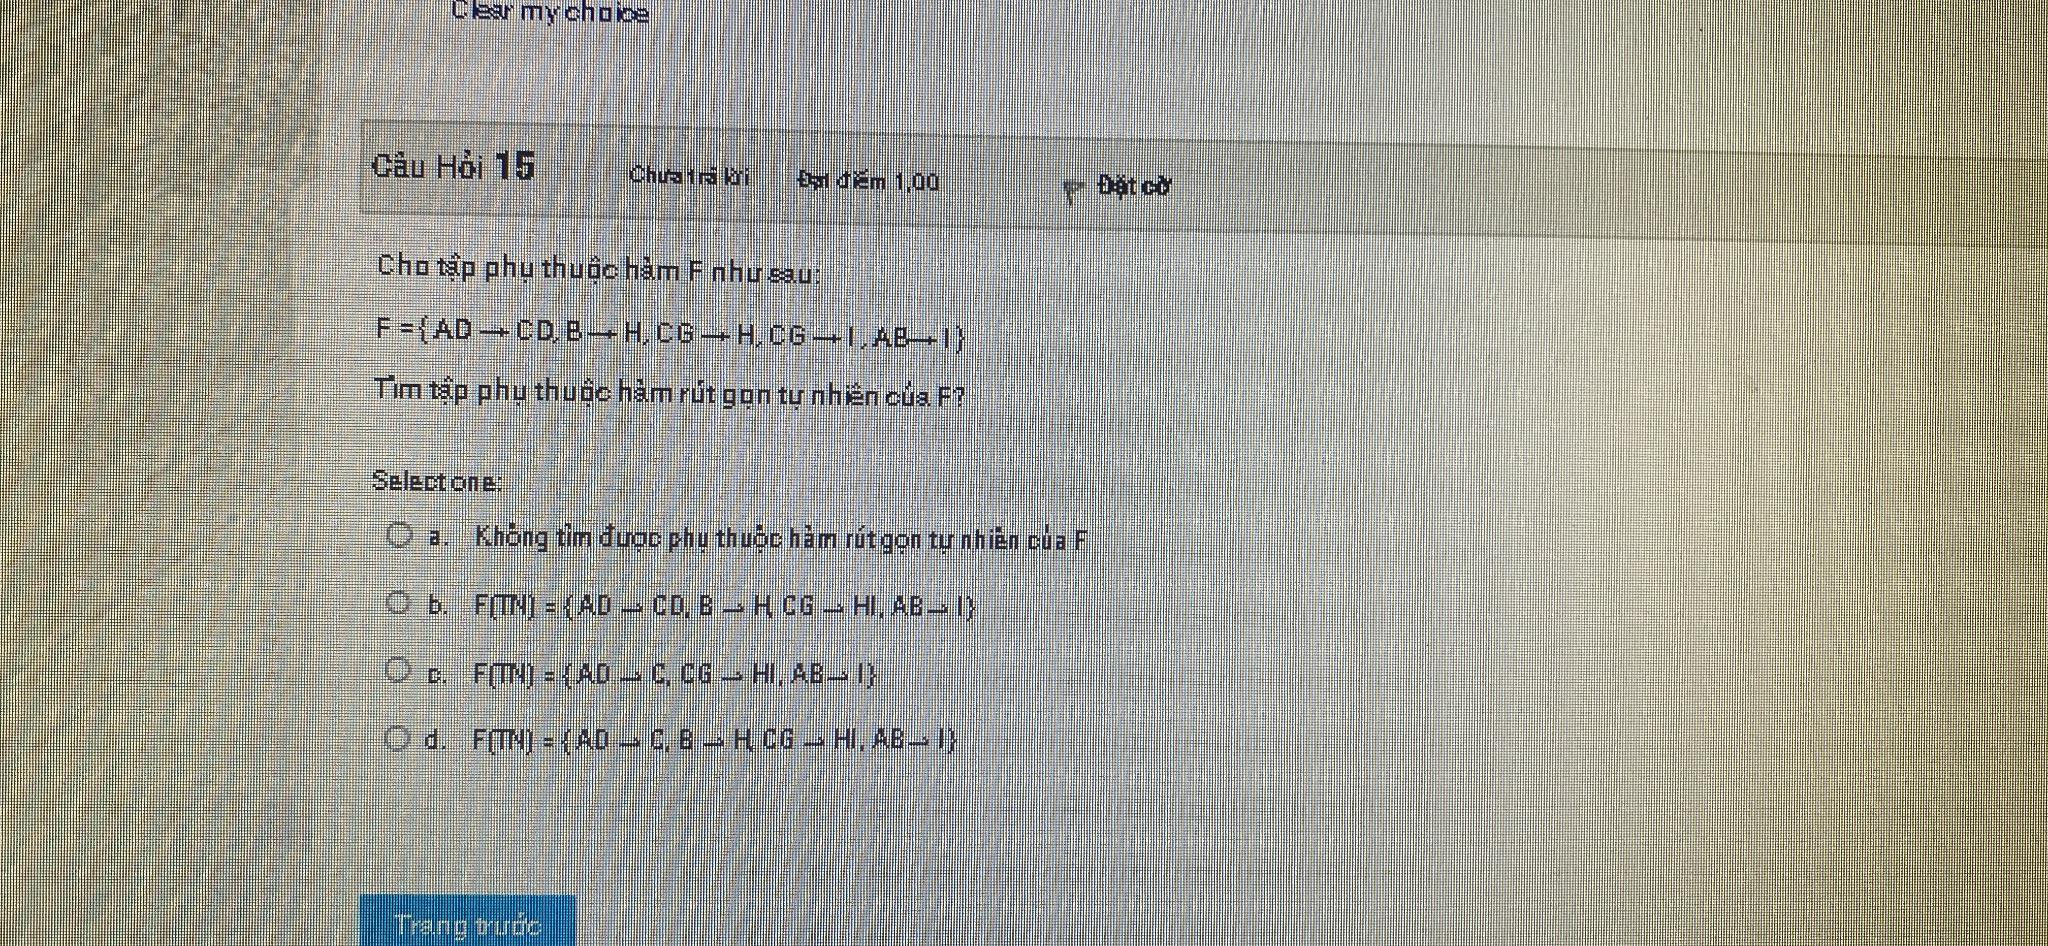 Clear my choice
Câu Hỏi 15
Chưa trả lời
Đạt điểm 1,00
Đặt cờ
Cho tập phụ thuộc hàm F như sau:
F = { AD → CD, B → H, CG → H, CG → I , AB→ I}
Tìm tập phụ thuộc hàm rút gọn tự nhiên của F?
Select one:
a. Không tìm được phụ thuộc hàm rút gọn tự nhiên của F
b. F(TN) = { AD → CD, B → H, CG → HI, AB→ I}
c. F(TN) = { AD → C, CG → HI, AB→ I}
d. F(TN) = { AD → C, B → H, CG → HI, AB→ I}
Trang trước